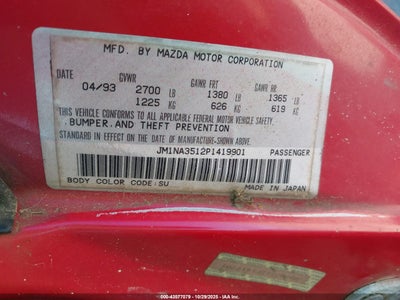 MFD. BY MAZDA MOTOR CORPORATION
DATE GVWR GAWR FRT GAWR RR
04/93 2700 LB 1380 LB 1365 LB
1225 KG 626 KG 619 KG
THIS VEHICLE CONFORMS TO ALL APPLICABLE FEDERAL MOTOR VEHICLE SAFETY,
BUMPER, AND THEFT PREVENTION
STANDARD IN EFFECT ON THE DATE OF MANUFACTURE SHOWN ABOVE.
JM1NA3512P1419901 PASSENGER
BODY COLOR CODE: SU MADE IN JAPAN
STOCK #: 000-43577079 - 10/29/2025 - IAA Inc.